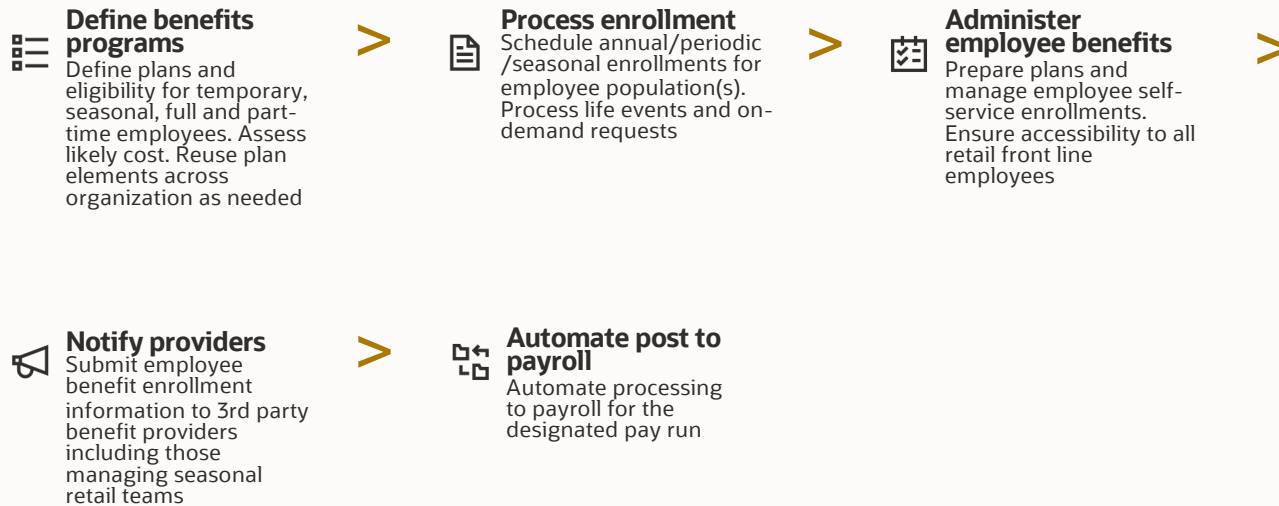 Define benefits
programs
Define plans and
eligibility for temporary,
seasonal, full and part-
time employees. Assess
likely cost. Reuse plan
elements across
organization as needed
>
Process enrollment
Schedule annual/periodic
/seasonal enrollments for
employee population(s).
Process life events and on-
demand requests
>
Administer
employee benefits
Prepare plans and
manage employee self-
service enrollments.
Ensure accessibility to all
retail front line
employees
>
Notify providers
Submit employee
benefit enrollment
information to 3rd party
benefit providers
including those
managing seasonal
retail teams
>
Automate post to
payroll
Automate processing
to payroll for the
designated pay run